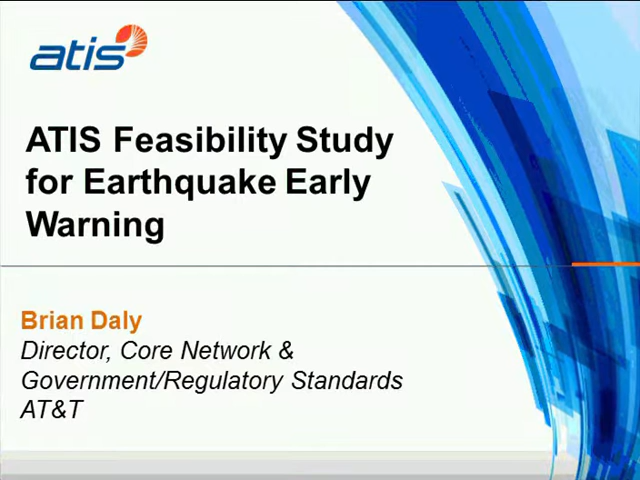 atis
ATIS Feasibility Study
for Earthquake Early
Warning
Brian Daly
Director, Core Network &
Government/Regulatory Standards
AT&T